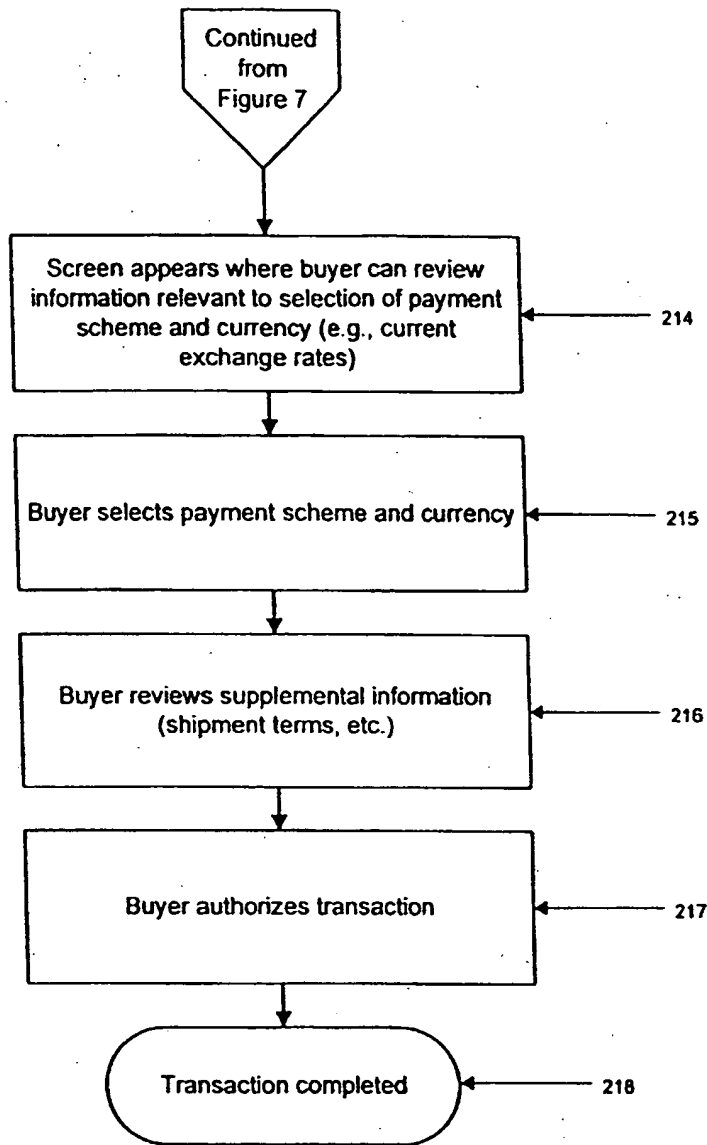 Continued
from
Figure 7
Screen appears where buyer can review
information relevant to selection of payment
scheme and currency (e.g., current
exchange rates)
214
Buyer selects payment scheme and currency
215
Buyer reviews supplemental information
(shipment terms, etc.)
216
Buyer authorizes transaction
217
Transaction completed
218